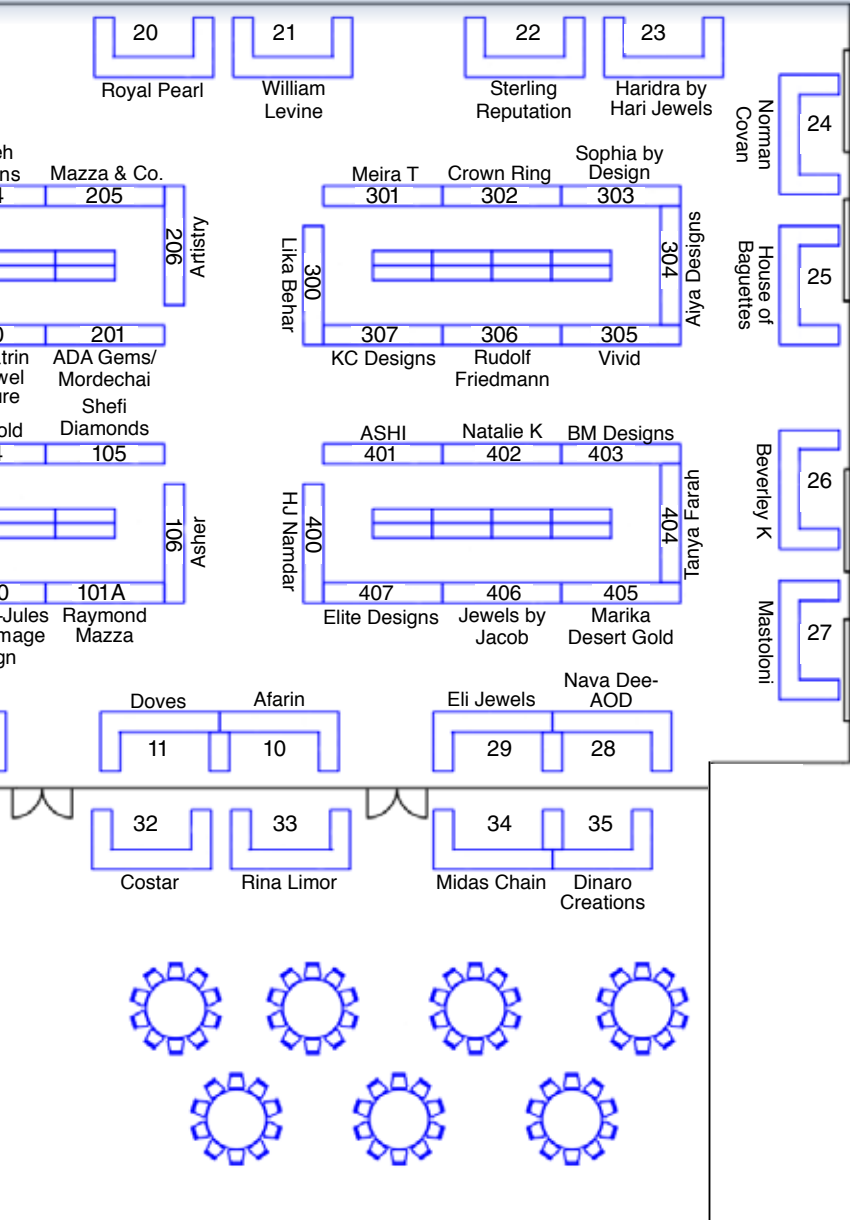 20
21
22
23
Royal Pearl
William
Levine
Sterling
Reputation
Haridra by
Hari Jewels
Norman
Covan
24
Mazza & Co.
205
206
Artistry
Meira T
Crown Ring
Sophia by
Design
301
302
303
Lika Behar
300
304
Aiya Designs
House of
Baguettes
25
201
ADA Gems/
Mordechai
307
306
305
KC Designs
Rudolf
Friedmann
Vivid
Shefi
Diamonds
105
106
Asher
ASHI
Natalie K
BM Designs
401
402
403
HJ Namdar
400
404
Tanya Farah
Beverley K
26
101A
Raymond
Mazza
-Jules
407
406
405
Elite Designs
Jewels by
Jacob
Marika
Desert Gold
Mastoloni
27
Doves
Afarin
11
10
Eli Jewels
Nava Dee-
AOD
29
28
32
33
34
35
Costar
Rina Limor
Midas Chain
Dinaro
Creations